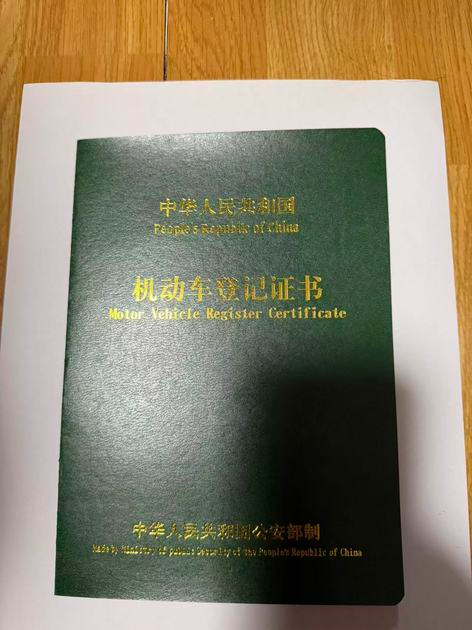 中华人民共和国
People's Republic of China
机动车登记证书
Motor Vehicle Register Certificate
中华人民共和国公安部制
Made by Ministry of public Security of the People's Republic of China